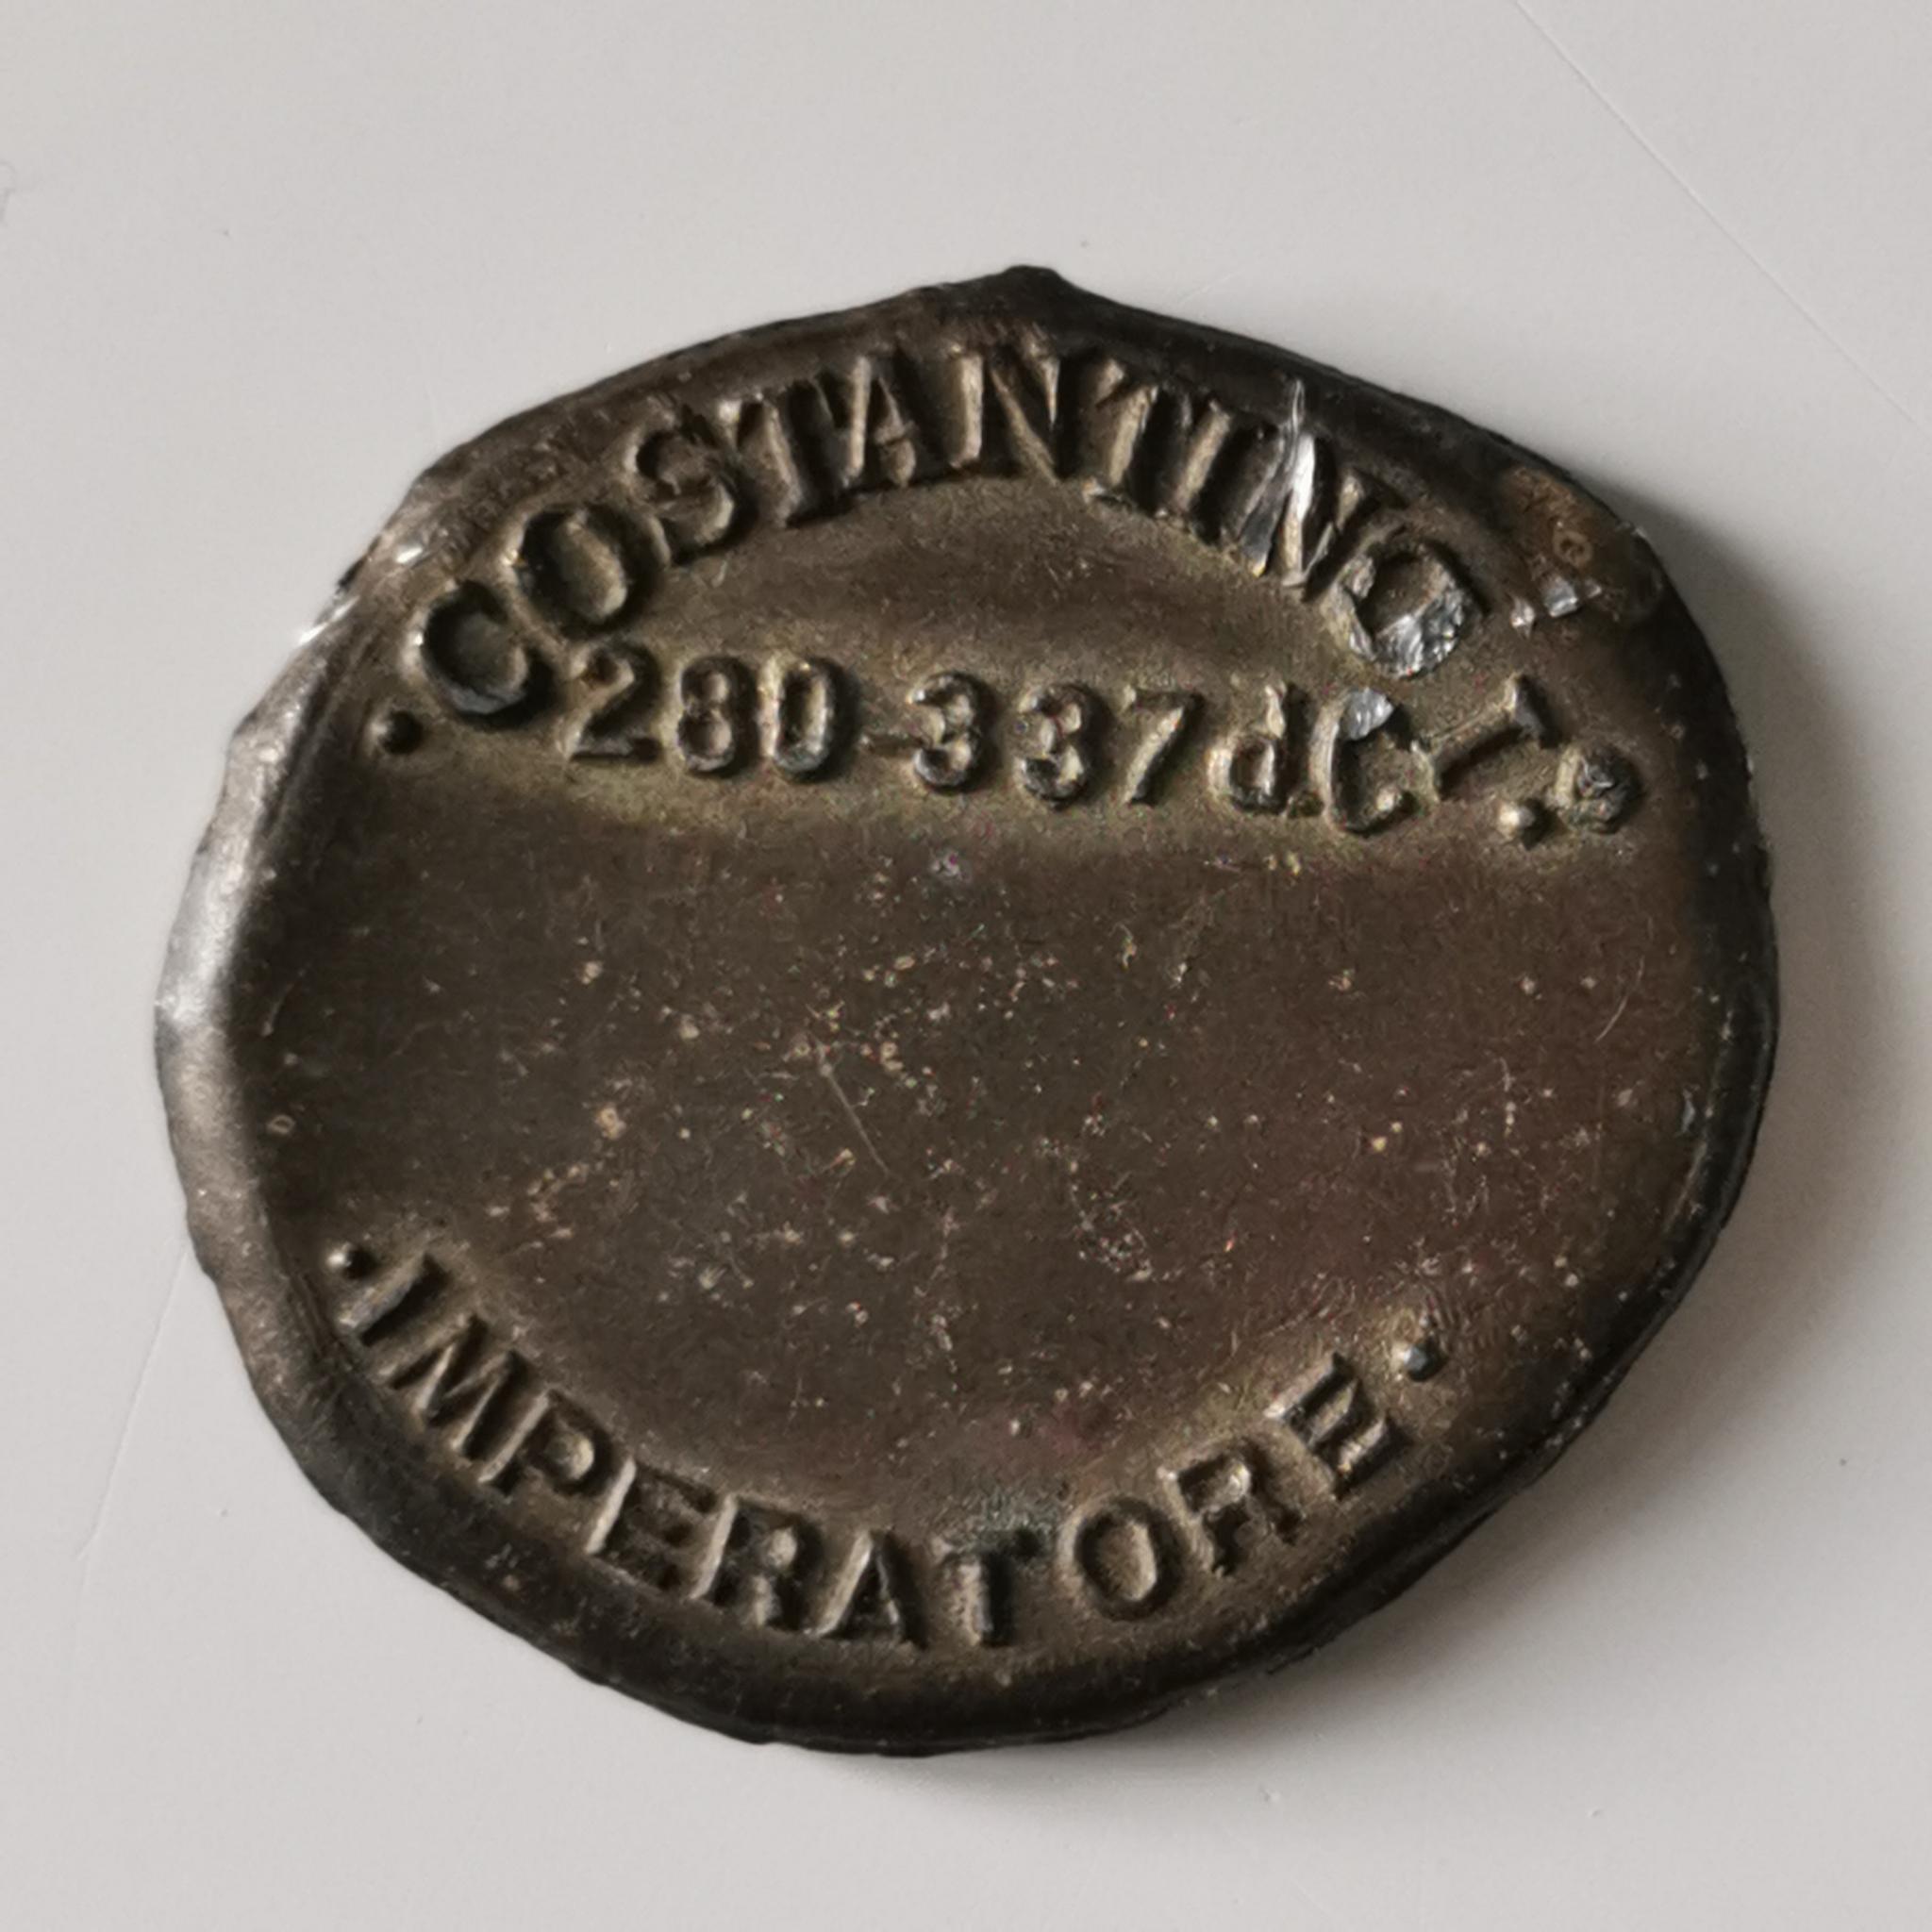 ·COSTANTINO I°·
280-337 d.C
·IMPERATORE·